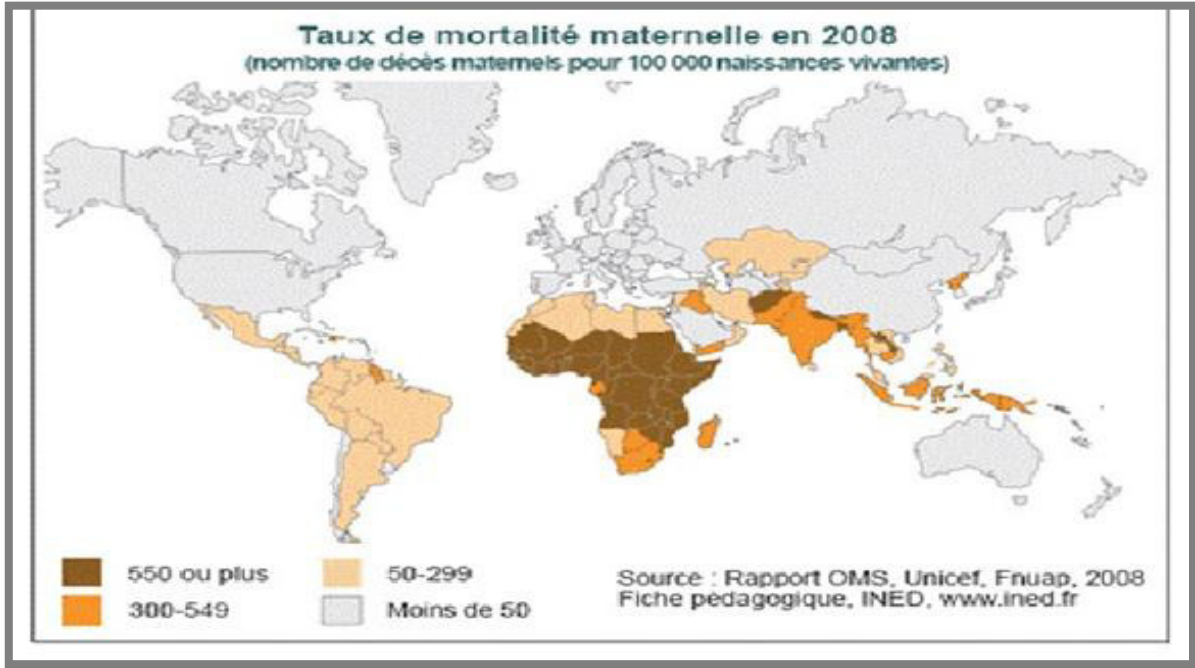 Taux de mortalité maternelle en 2008
(nombre de décès maternels pour 100 000 naissances vivantes)
550 ou plus
50-299
300-549
Moins de 50
Source : Rapport OMS, Unicef, Fnuap, 2008
Fiche pédagogique, INED, www.ined.fr